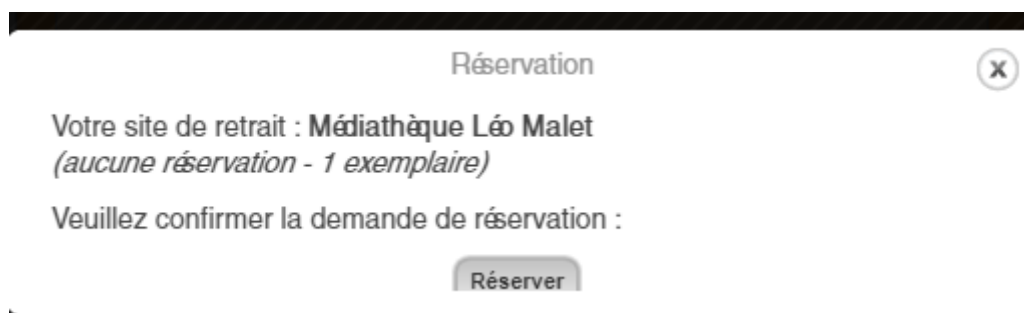 Réservation
X
Votre site de retrait : Médiathèque Léo Malet
(aucune réservation - 1 exemplaire)
Veuillez confirmer la demande de réservation :
Réserver